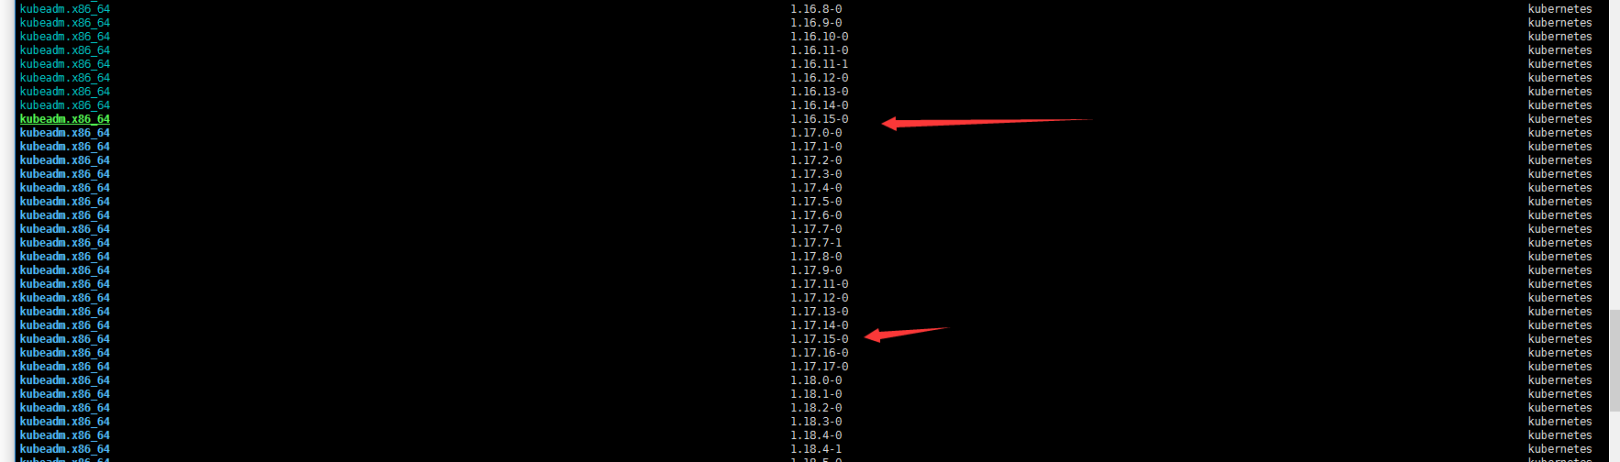 kubeadm.x86_64 1.16.8-0 kubernetes
kubeadm.x86_64 1.16.9-0 kubernetes
kubeadm.x86_64 1.16.10-0 kubernetes
kubeadm.x86_64 1.16.11-0 kubernetes
kubeadm.x86_64 1.16.11-1 kubernetes
kubeadm.x86_64 1.16.12-0 kubernetes
kubeadm.x86_64 1.16.13-0 kubernetes
kubeadm.x86_64 1.16.14-0 kubernetes
kubeadm.x86_64 1.16.15-0 kubernetes
kubeadm.x86_64 1.17.0-0 kubernetes
kubeadm.x86_64 1.17.1-0 kubernetes
kubeadm.x86_64 1.17.2-0 kubernetes
kubeadm.x86_64 1.17.3-0 kubernetes
kubeadm.x86_64 1.17.4-0 kubernetes
kubeadm.x86_64 1.17.5-0 kubernetes
kubeadm.x86_64 1.17.6-0 kubernetes
kubeadm.x86_64 1.17.7-0 kubernetes
kubeadm.x86_64 1.17.7-1 kubernetes
kubeadm.x86_64 1.17.8-0 kubernetes
kubeadm.x86_64 1.17.9-0 kubernetes
kubeadm.x86_64 1.17.11-0 kubernetes
kubeadm.x86_64 1.17.12-0 kubernetes
kubeadm.x86_64 1.17.13-0 kubernetes
kubeadm.x86_64 1.17.14-0 kubernetes
kubeadm.x86_64 1.17.15-0 kubernetes
kubeadm.x86_64 1.17.16-0 kubernetes
kubeadm.x86_64 1.17.17-0 kubernetes
kubeadm.x86_64 1.18.0-0 kubernetes
kubeadm.x86_64 1.18.1-0 kubernetes
kubeadm.x86_64 1.18.2-0 kubernetes
kubeadm.x86_64 1.18.3-0 kubernetes
kubeadm.x86_64 1.18.4-0 kubernetes
kubeadm.x86_64 1.18.4-1 kubernetes
kubeadm.x86_64 1.18.5-0 kubernetes